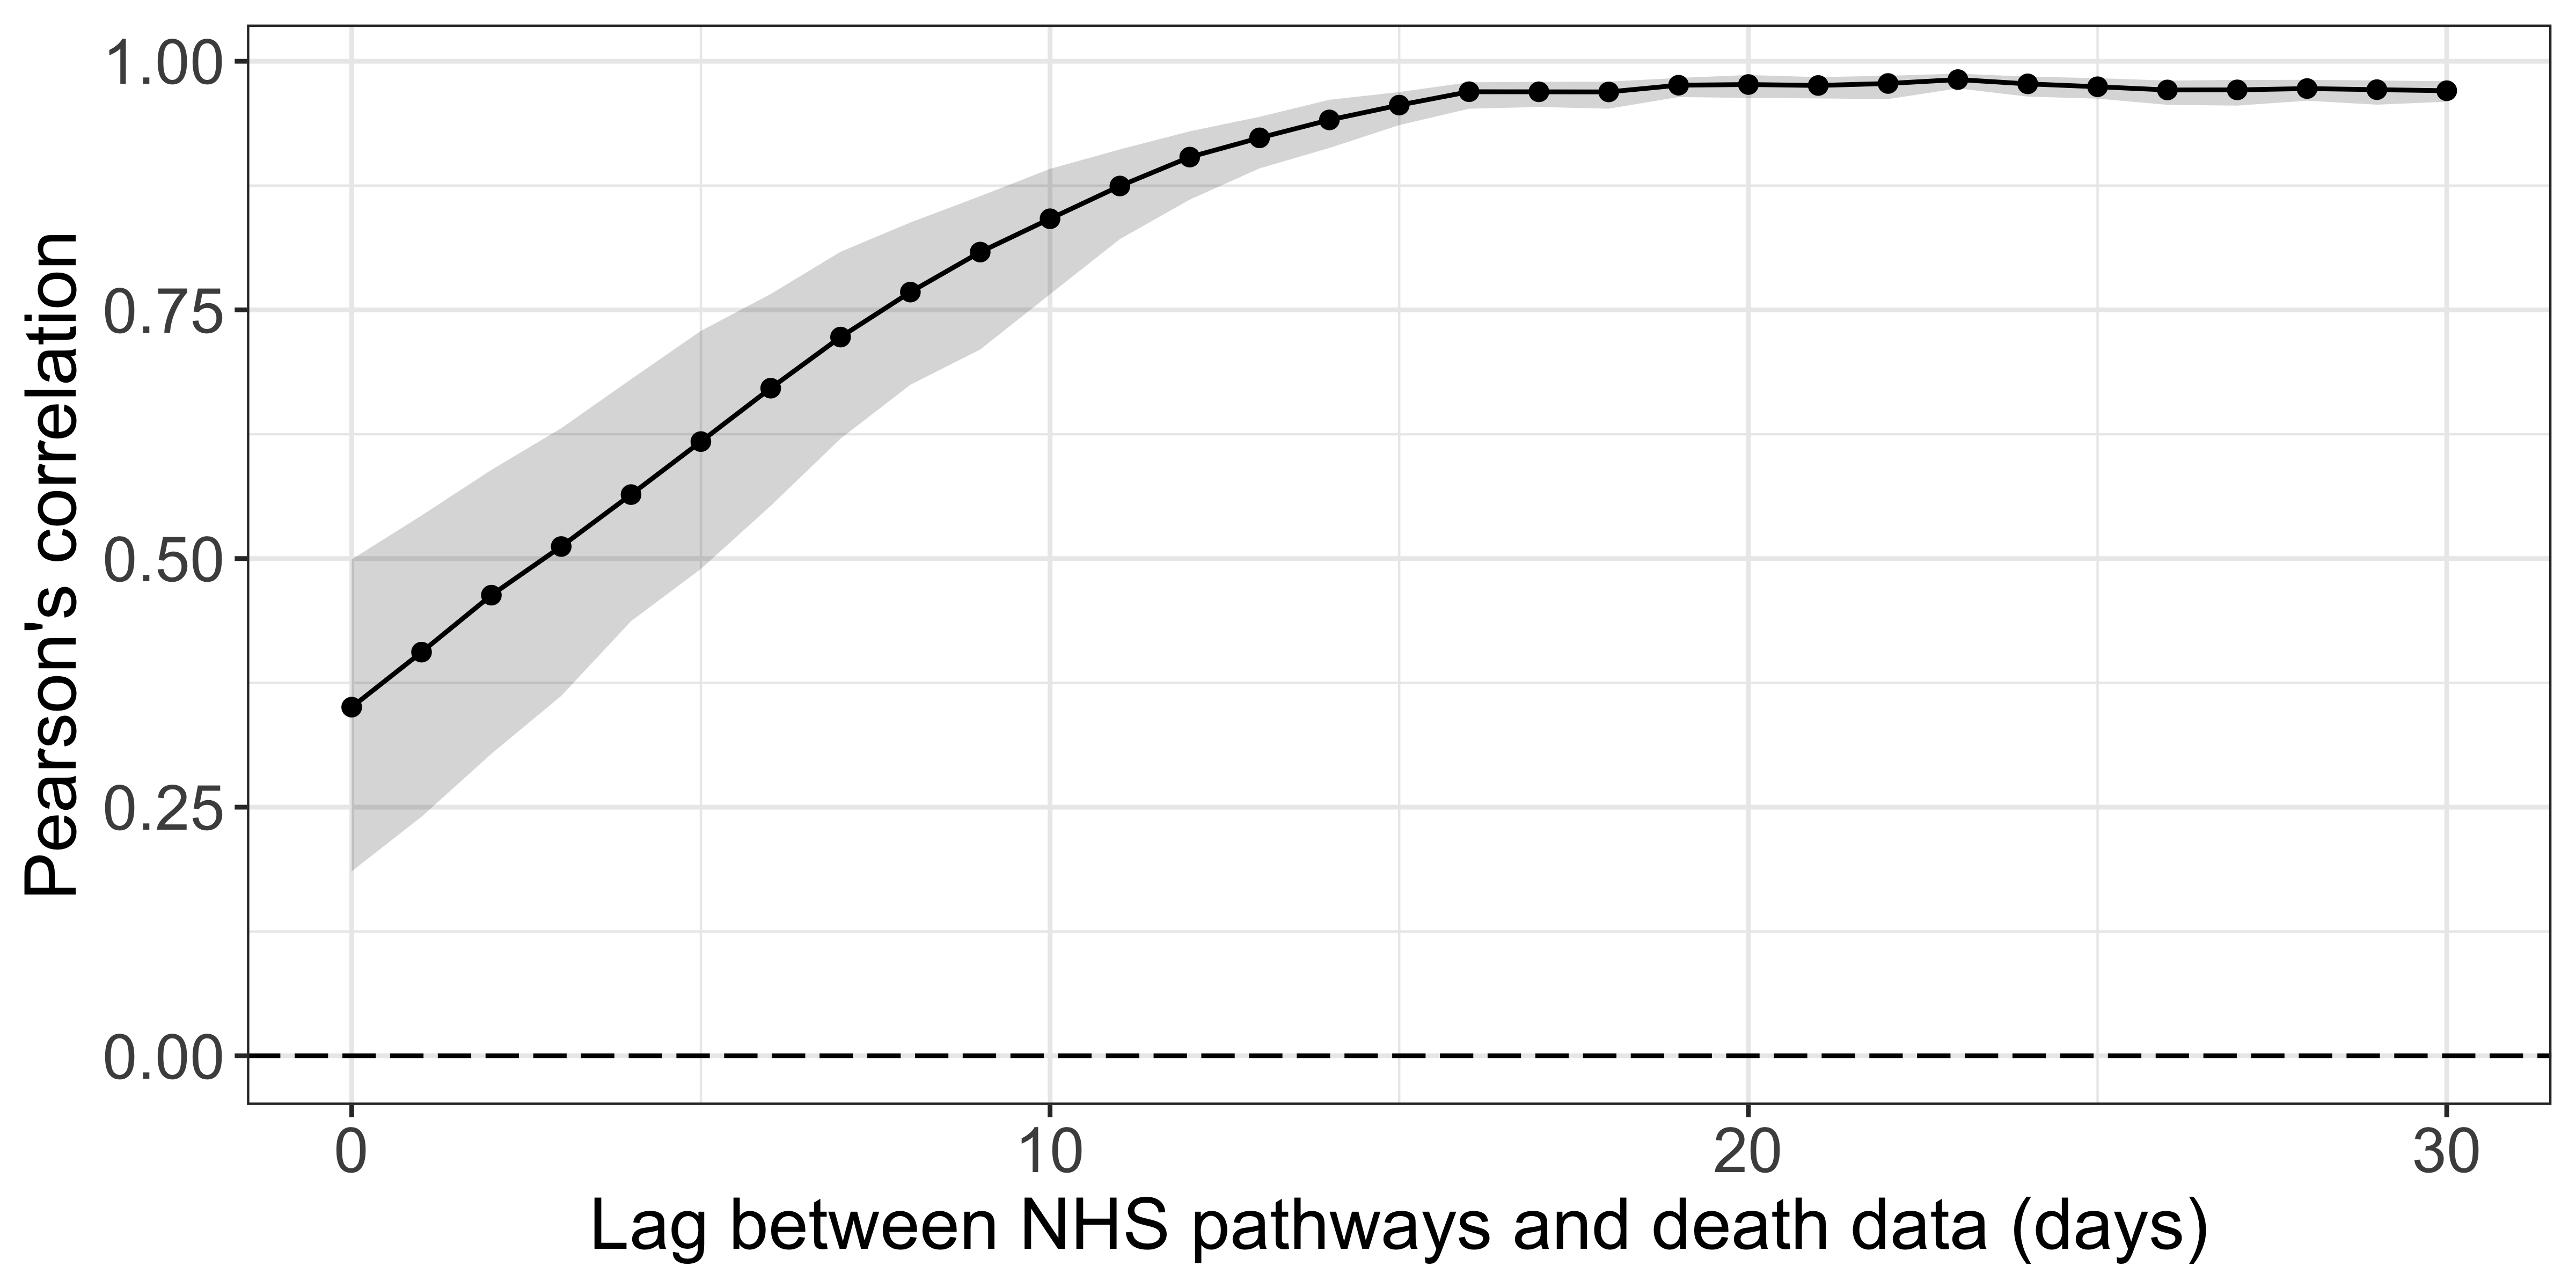 Pearson's correlation
1.00
0.75
0.50
0.25
0.00
0 10 20 30
Lag between NHS pathways and death data (days)